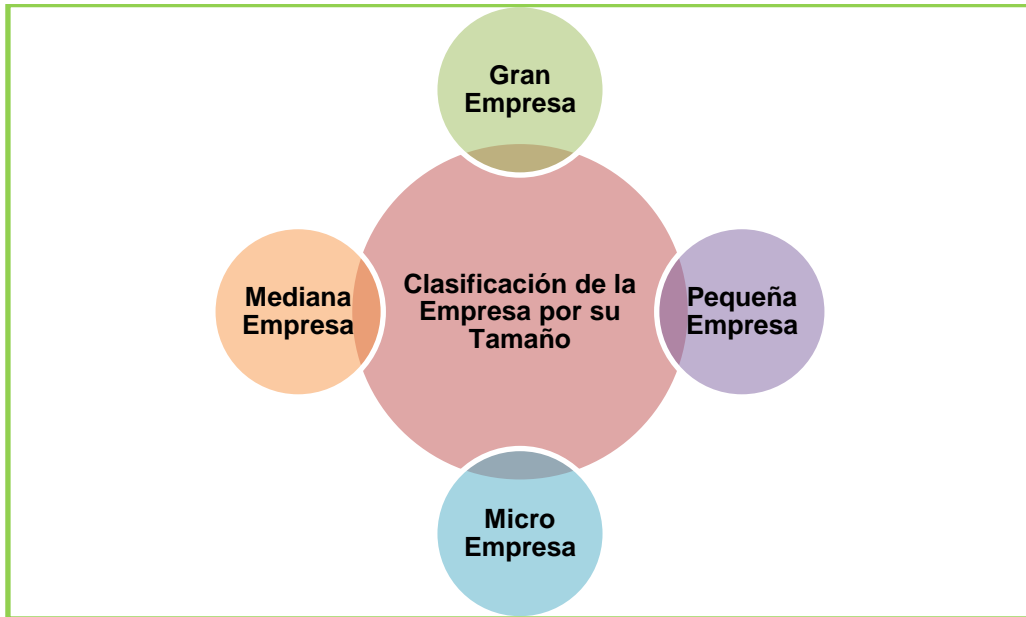 Gran
Empresa
Mediana
Empresa
Clasificación de la
Empresa por su
Tamaño
Pequeña
Empresa
Micro
Empresa